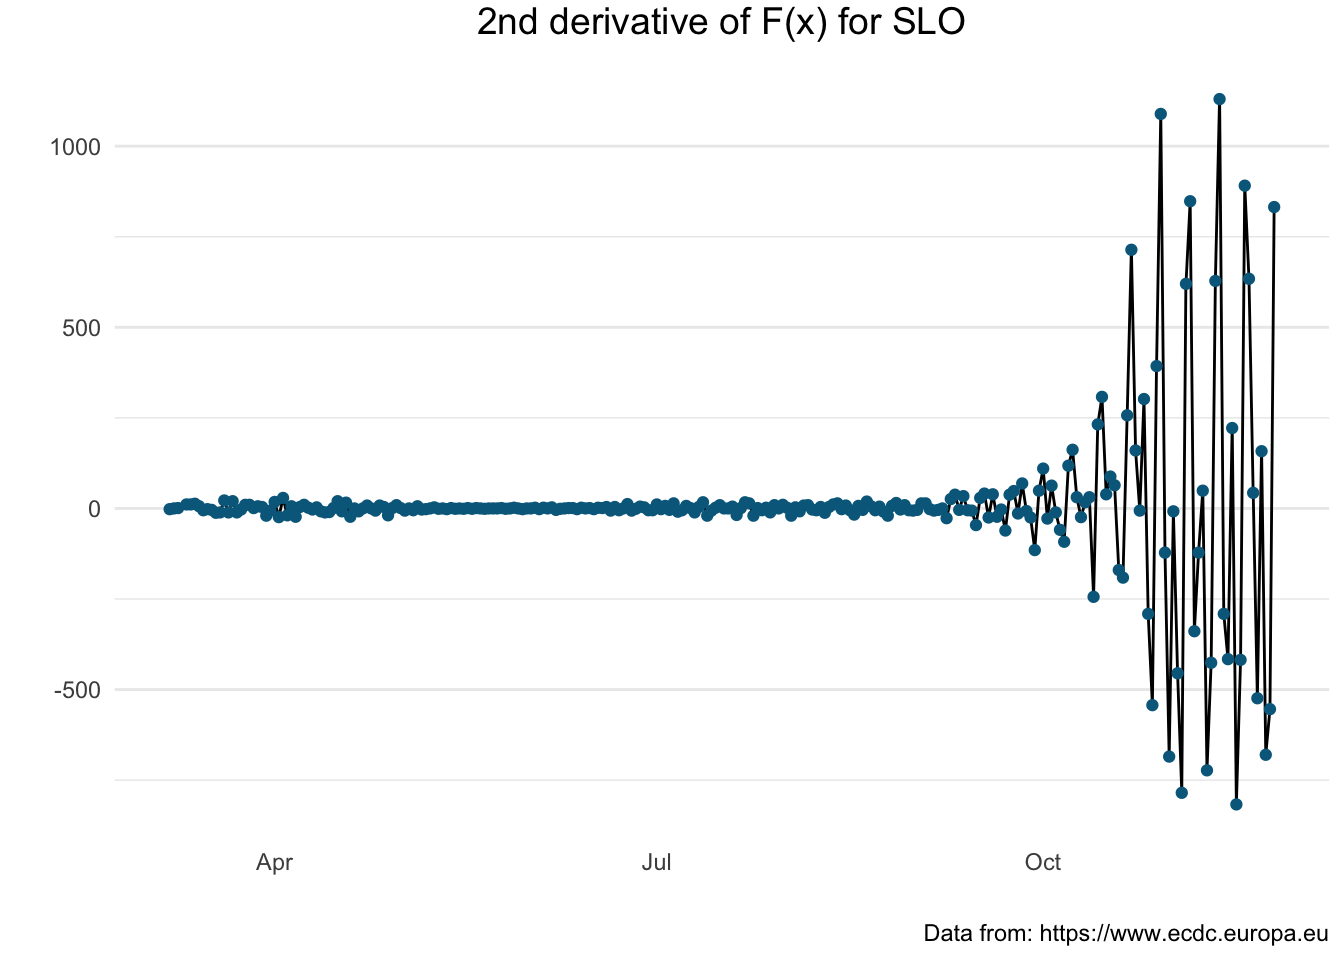 2nd derivative of F(x) for SLO
1000
500
0
-500
Apr Jul Oct
Data from: https://www.ecdc.europa.eu